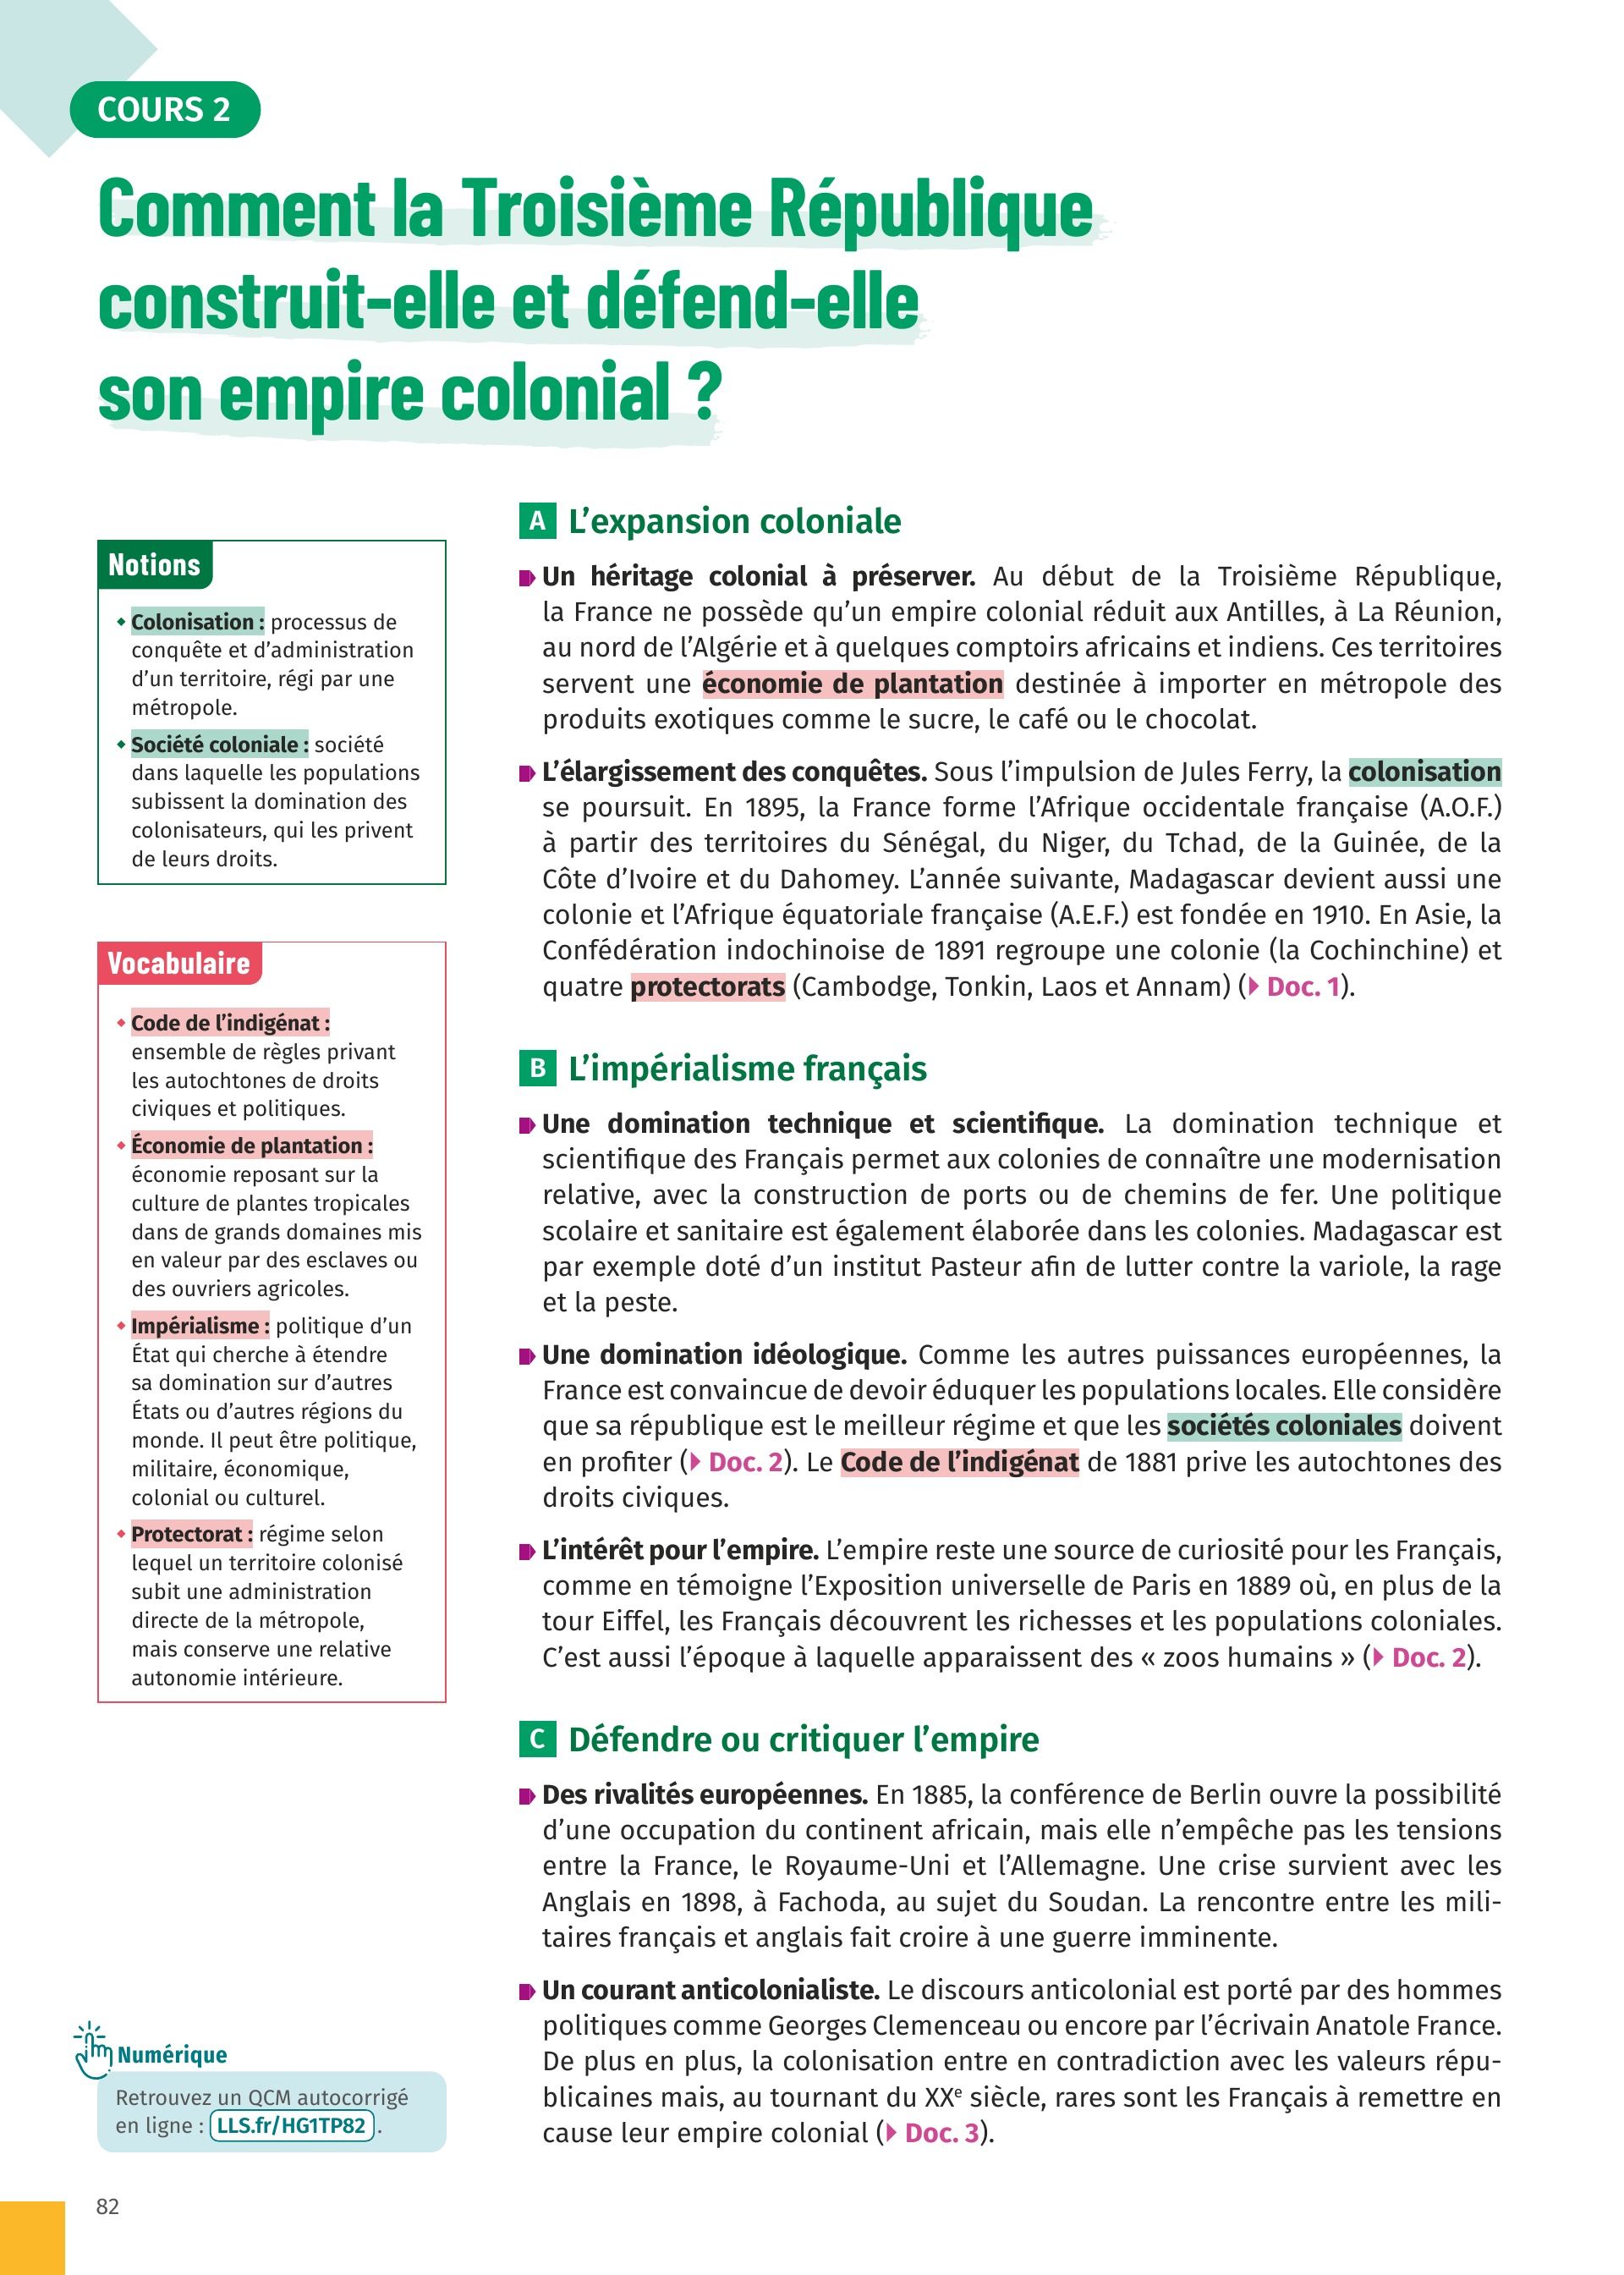 COURS 2
Comment la Troisième République
construit-elle et défend-elle
son empire colonial ?
Notions
Colonisation : processus de
conquête et d'administration
d'un territoire, régi par une
métropole.
Société coloniale : société
dans laquelle les populations
subissent la domination des
colonisateurs, qui les privent
de leurs droits.
Vocabulaire
Code de l'indigénat :
ensemble de règles privant
les autochtones de droits
civiques et politiques.
Économie de plantation :
économie reposant sur la
culture de plantes tropicales
dans de grands domaines mis
en valeur par des esclaves ou
des ouvriers agricoles.
Impérialisme : politique d'un
État qui cherche à étendre
sa domination sur d'autres
États ou d'autres régions du
monde. Il peut être politique,
militaire, économique,
colonial ou culturel.
Protectorat : régime selon
lequel un territoire colonisé
subit une administration
directe de la métropole,
mais conserve une relative
autonomie intérieure.
Numérique
Retrouvez un QCM autocorrigé
en ligne : LLS.fr/HG1TP82 .
A L'expansion coloniale
Un héritage colonial à préserver. Au début de la Troisième République,
la France ne possède qu'un empire colonial réduit aux Antilles, à La Réunion,
au nord de l'Algérie et à quelques comptoirs africains et indiens. Ces territoires
servent une économie de plantation destinée à importer en métropole des
produits exotiques comme le sucre, le café ou le chocolat.
L'élargissement des conquêtes. Sous l'impulsion de Jules Ferry, la colonisation
se poursuit. En 1895, la France forme l'Afrique occidentale française (A.O.F.)
à partir des territoires du Sénégal, du Niger, du Tchad, de la Guinée, de la
Côte d'Ivoire et du Dahomey. L'année suivante, Madagascar devient aussi une
colonie et l'Afrique équatoriale française (A.E.F.) est fondée en 1910. En Asie, la
Confédération indochinoise de 1891 regroupe une colonie (la Cochinchine) et
quatre protectorats (Cambodge, Tonkin, Laos et Annam) (Doc. 1).
B L'impérialisme français
Une domination technique et scientifique. La domination technique et
scientifique des Français permet aux colonies de connaître une modernisation
relative, avec la construction de ports ou de chemins de fer. Une politique
scolaire et sanitaire est également élaborée dans les colonies. Madagascar est
par exemple doté d'un institut Pasteur afin de lutter contre la variole, la rage
et la peste.
Une domination idéologique. Comme les autres puissances européennes, la
France est convaincue de devoir éduquer les populations locales. Elle considère
que sa république est le meilleur régime et que les sociétés coloniales doivent
en profiter (Doc. 2). Le Code de l'indigénat de 1881 prive les autochtones des
droits civiques.
L'intérêt pour l'empire. L'empire reste une source de curiosité pour les Français,
comme en témoigne l'Exposition universelle de Paris en 1889 où, en plus de la
tour Eiffel, les Français découvrent les richesses et les populations coloniales.
C'est aussi l'époque à laquelle apparaissent des « zoos humains » (Doc. 2).
C Défendre ou critiquer l'empire
Des rivalités européennes. En 1885, la conférence de Berlin ouvre la possibilité
d'une occupation du continent africain, mais elle n'empêche pas les tensions
entre la France, le Royaume-Uni et l'Allemagne. Une crise survient avec les
Anglais en 1898, à Fachoda, au sujet du Soudan. La rencontre entre les mili-
taires français et anglais fait croire à une guerre imminente.
Un courant anticolonialiste. Le discours anticolonial est porté par des hommes
politiques comme Georges Clemenceau ou encore par l'écrivain Anatole France.
De plus en plus, la colonisation entre en contradiction avec les valeurs répu-
blicaines mais, au tournant du XXe siècle, rares sont les Français à remettre en
cause leur empire colonial (Doc. 3).
82